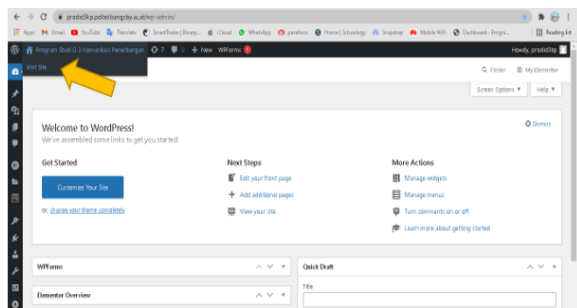 prodid3kp.poltekbangsby.ac.id/wp-admin/
Apps Gmail YouTube Maps Translate SmartTrader | Binary... iCloud WhatsApp Home | Schoology Snapdrop Mobile WiFi Dashboard ‹ Progra... Reading list
Program Studi D 3 Komunikasi Penerbangan 7 0 + New WPForms Howdy, prodid3kp
Visit Site
Finder My Elementor
Screen Options ▼ Help ▼
Welcome to WordPress!
Dismiss
We've assembled some links to get you started:
Get Started Next Steps More Actions
Customize Your Site
or, change your theme completely
Edit your front page
Add additional pages
View your site
Manage widgets
Manage menus
Turn comments on or off
Learn more about getting started
WPForms
Elementor Overview
Quick Draft
Title